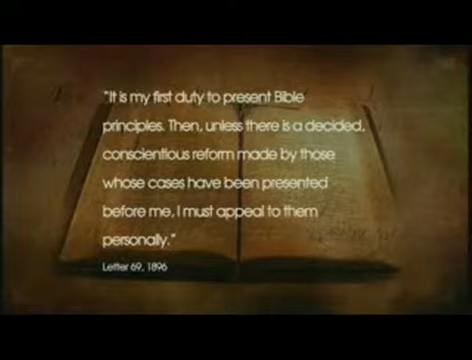 "It is my first duty to present Bible
principles. Then, unless there is a decided,
conscientious reform made by those
whose cases have been presented
before me, I must appeal to them
personally."
Letter 69, 1896